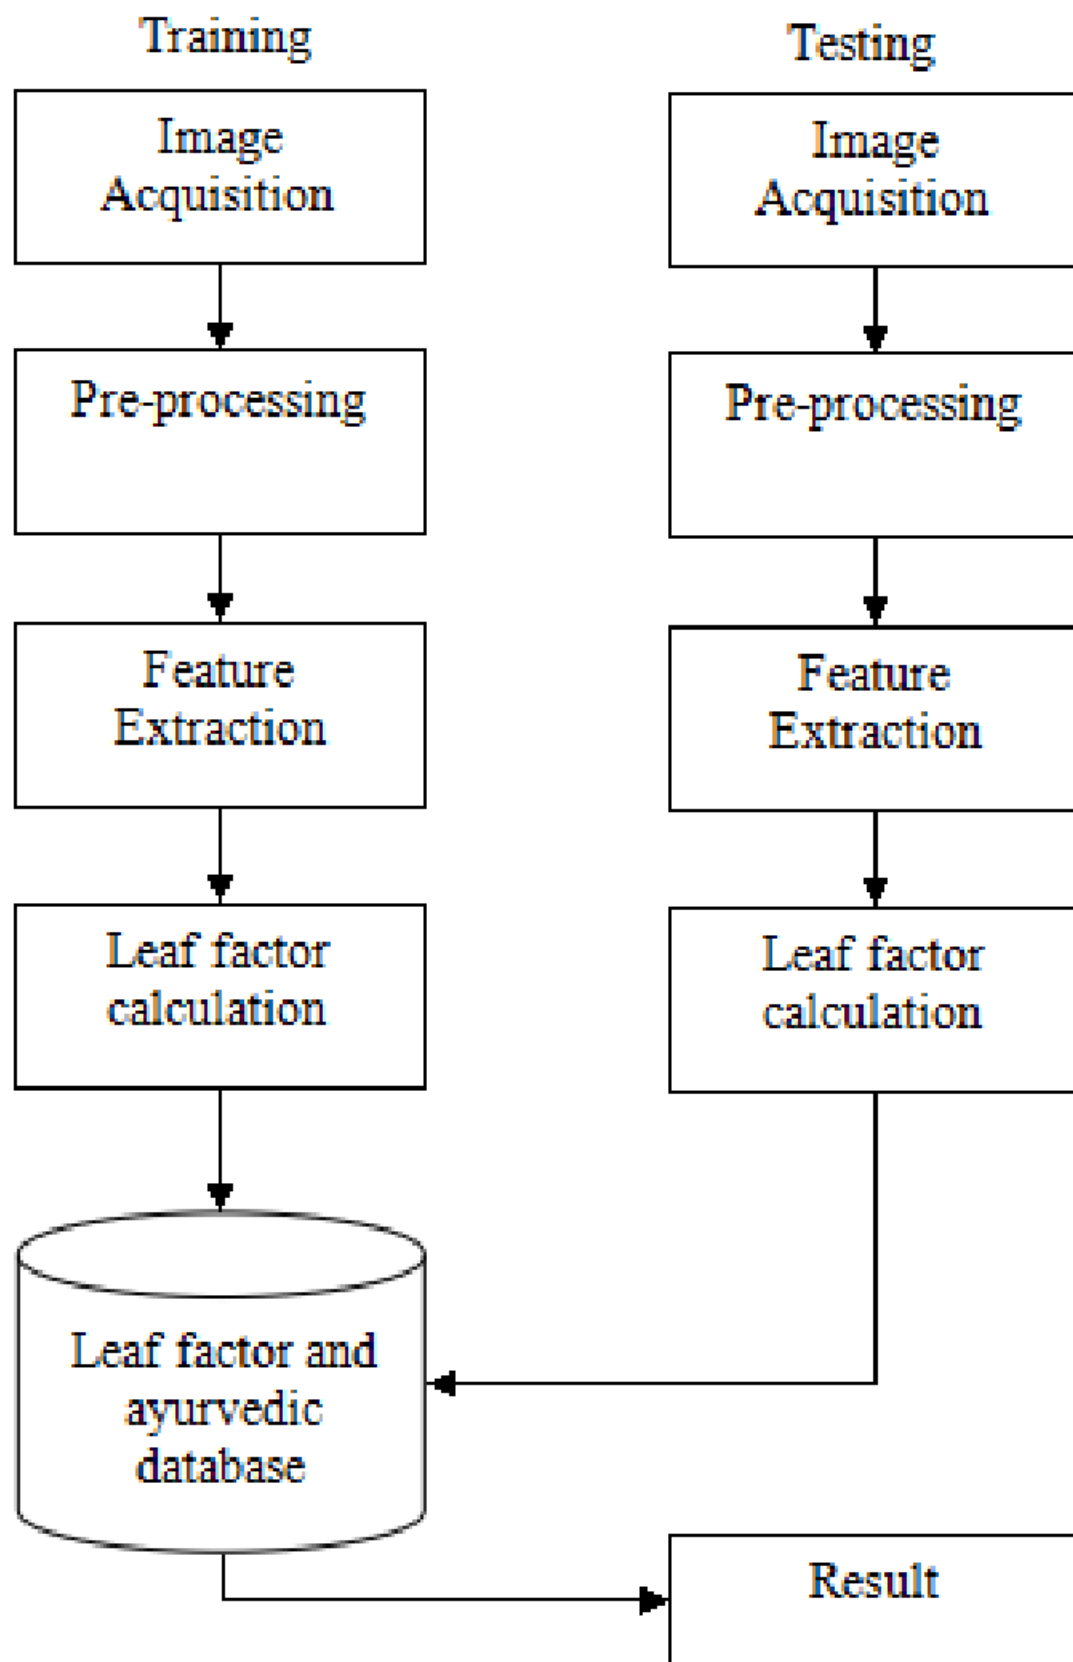 Training
Image
Acquisition
Pre-processing
Feature
Extraction
Leaf factor
calculation
Leaf factor and
ayurvedic
database
Testing
Image
Acquisition
Pre-processing
Feature
Extraction
Leaf factor
calculation
Result